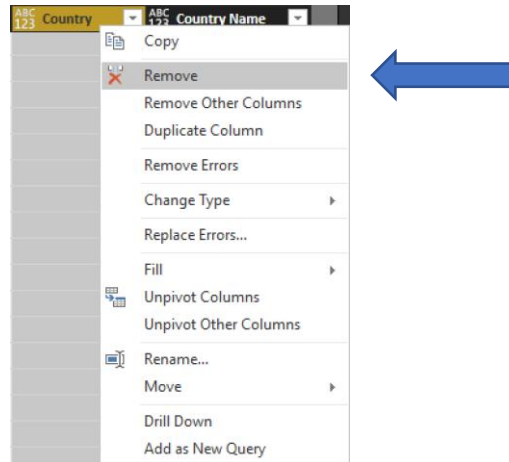 ABC
123 Country ABC
123 Country Name
Copy
Remove
Remove Other Columns
Duplicate Column
Remove Errors
Change Type
Replace Errors...
Fill
Unpivot Columns
Unpivot Other Columns
Rename...
Move
Drill Down
Add as New Query